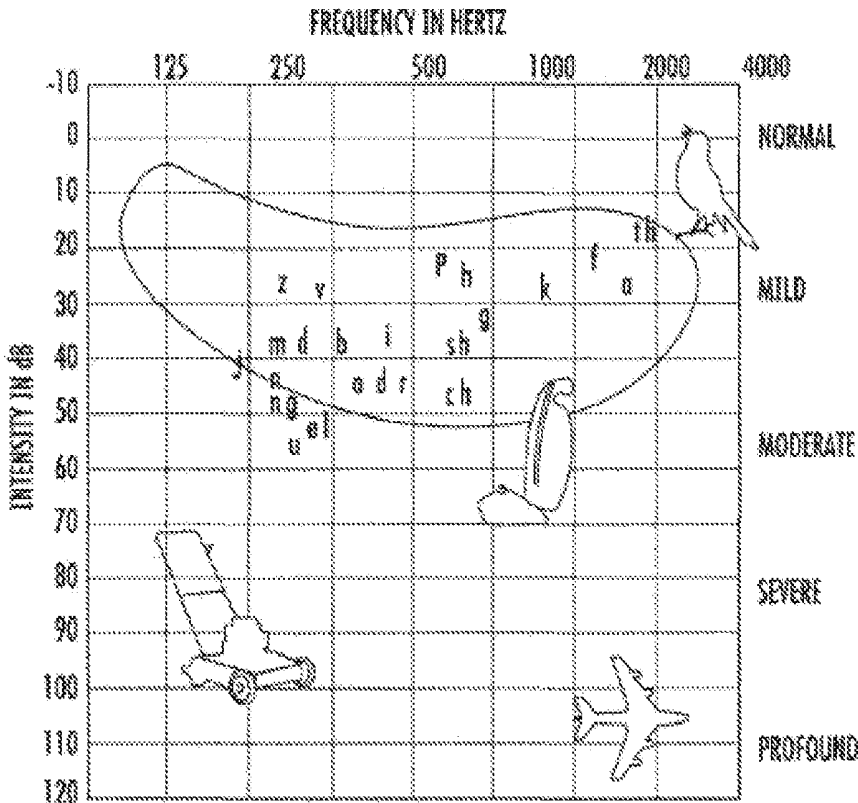 FREQUENCY IN HERTZ
125 250 500 1000 2000 4000
INTENSITY IN dB
-10
0 NORMAL
10
20 th
f
p h
z v k a
30 MILD
g
m d b i sh
40
j
n o d r ch
ng
50
el
u MODERATE
60
70
80 SEVERE
90
100
110 PROFOUND
120